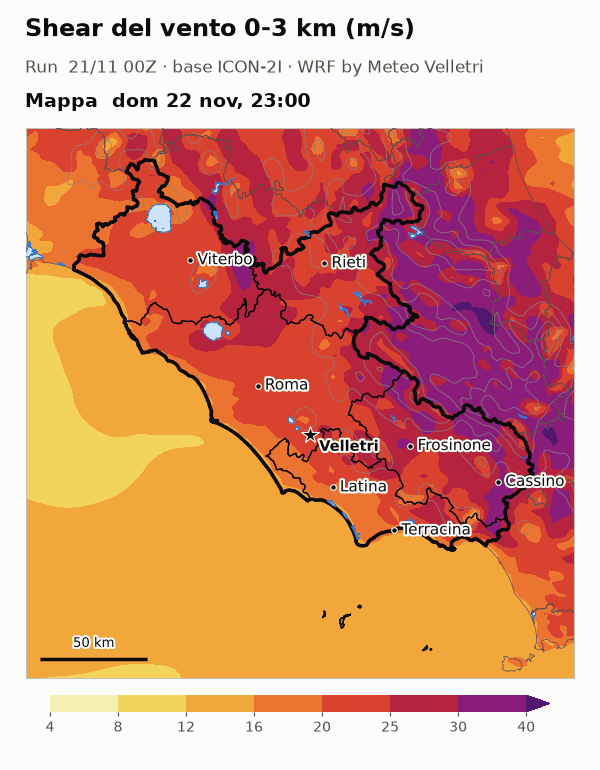 Shear del vento 0-3 km (m/s)
Run 21/11 00Z · base ICON-2I · WRF by Meteo Velletri
Mappa dom 22 nov, 23:00
Viterbo
Rieti
Roma
Velletri
Frosinone
Cassino
Latina
Terracina
50 km
4 8 12 16 20 25 30 40